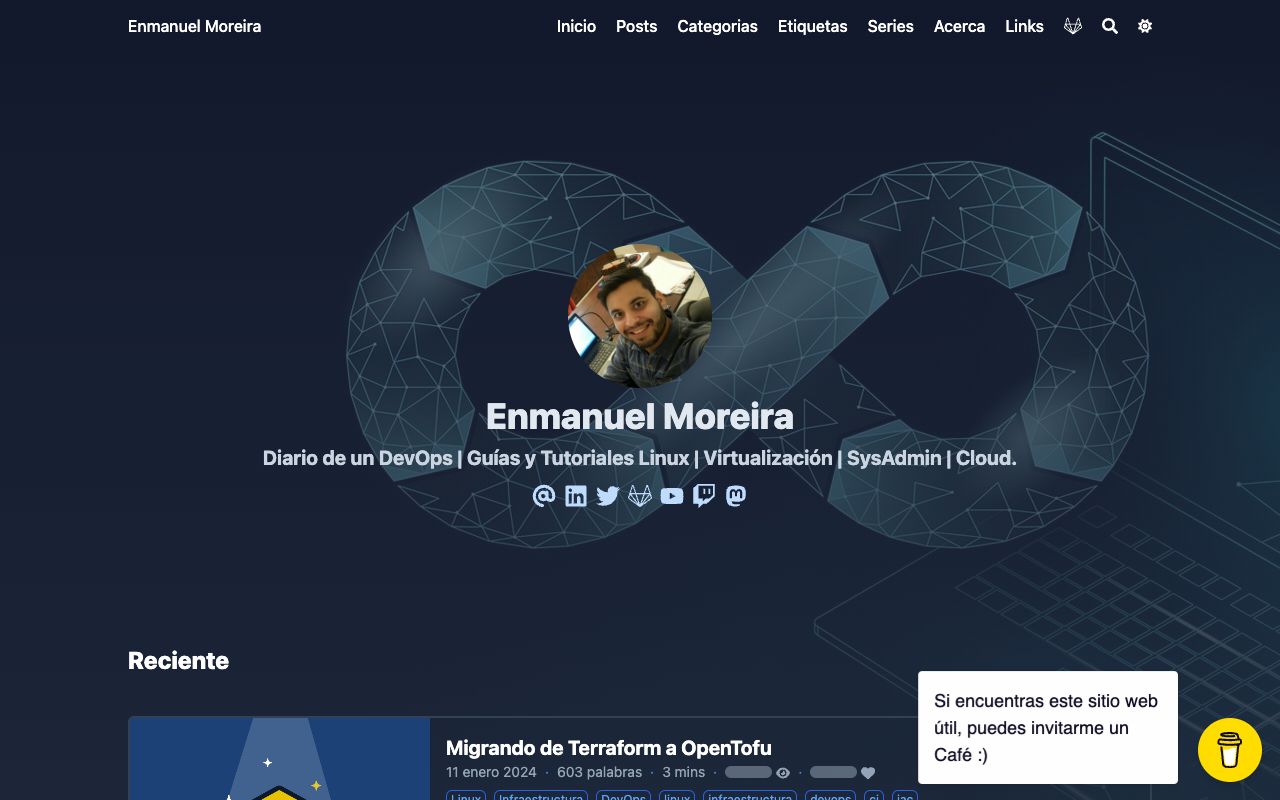 Enmanuel Moreira
Inicio Posts Categorias Etiquetas Series Acerca Links
Enmanuel Moreira
Diario de un DevOps | Guías y Tutoriales Linux | Virtualización | SysAdmin | Cloud.
Reciente
Migrando de Terraform a OpenTofu
11 enero 2024 · 603 palabras · 3 mins · ·
Linux Infraestructura DevOps linux infraestructura devops ci iac
Si encuentras este sitio web
útil, puedes invitarme un
Café :)